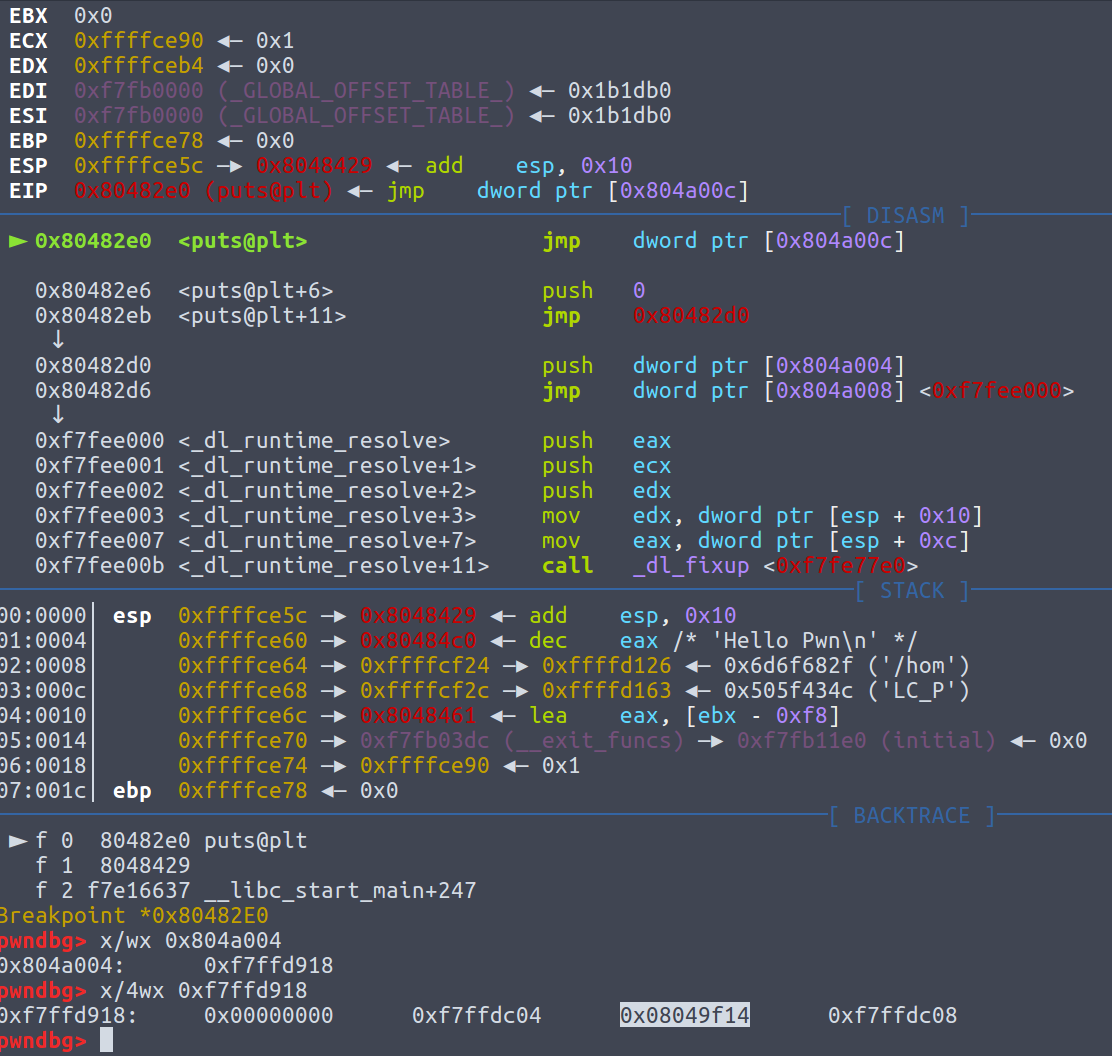 EBX  0x0
ECX  0xffffce90 ◂— 0x1
EDX  0xffffceb4 ◂— 0x0
EDI  0xf7fb0000 (_GLOBAL_OFFSET_TABLE_) ◂— 0x1b1db0
ESI  0xf7fb0000 (_GLOBAL_OFFSET_TABLE_) ◂— 0x1b1db0
EBP  0xffffce78 ◂— 0x0
ESP  0xffffce5c —▸ 0x8048429 ◂— add    esp, 0x10
EIP  0x80482e0 (puts@plt) ◂— jmp    dword ptr [0x804a00c]
[ DISASM ]
► 0x80482e0  <puts@plt>                  jmp    dword ptr [0x804a00c]
0x80482e6  <puts@plt+6>                push   0
0x80482eb  <puts@plt+11>               jmp    0x80482d0
↓
0x80482d0                              push   dword ptr [0x804a004]
0x80482d6                              jmp    dword ptr [0x804a008] <0xf7fee000>
↓
0xf7fee000 <_dl_runtime_resolve>       push   eax
0xf7fee001 <_dl_runtime_resolve+1>     push   ecx
0xf7fee002 <_dl_runtime_resolve+2>     push   edx
0xf7fee003 <_dl_runtime_resolve+3>     mov    edx, dword ptr [esp + 0x10]
0xf7fee007 <_dl_runtime_resolve+7>     mov    eax, dword ptr [esp + 0xc]
0xf7fee00b <_dl_runtime_resolve+11>    call   _dl_fixup <0xf7fe77e0>
[ STACK ]
00:0000│ esp  0xffffce5c —▸ 0x8048429 ◂— add    esp, 0x10
01:0004│      0xffffce60 —▸ 0x80484c0 ◂— dec    eax /* 'Hello Pwn\n' */
02:0008│      0xffffce64 —▸ 0xffffcf24 —▸ 0xffffd126 ◂— 0x6d6f682f ('/hom')
03:000c│      0xffffce68 —▸ 0xffffcf2c —▸ 0xffffd163 ◂— 0x505f434c ('LC_P')
04:0010│      0xffffce6c —▸ 0x8048461 ◂— lea    eax, [ebx - 0xf8]
05:0014│      0xffffce70 —▸ 0xf7fb03dc (__exit_funcs) —▸ 0xf7fb11e0 (initial) ◂— 0x0
06:0018│      0xffffce74 —▸ 0xffffce90 ◂— 0x1
07:001c│ ebp  0xffffce78 ◂— 0x0
[ BACKTRACE ]
► f 0  80482e0 puts@plt
f 1  8048429
f 2 f7e16637 __libc_start_main+247
Breakpoint *0x80482E0
pwndbg> x/wx 0x804a004
0x804a004:      0xf7ffd918
pwndbg> x/4wx 0xf7ffd918
0xf7ffd918:     0x00000000      0xf7ffdc04      0x08049f14      0xf7ffdc08
pwndbg>